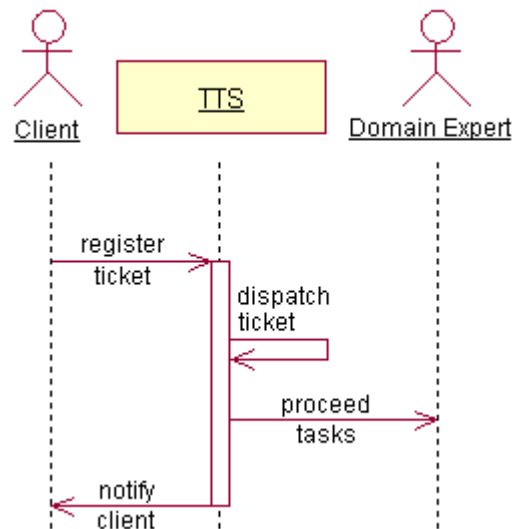 TTS
Client
Domain Expert
register
ticket
dispatch
ticket
proceed
tasks
notify
client